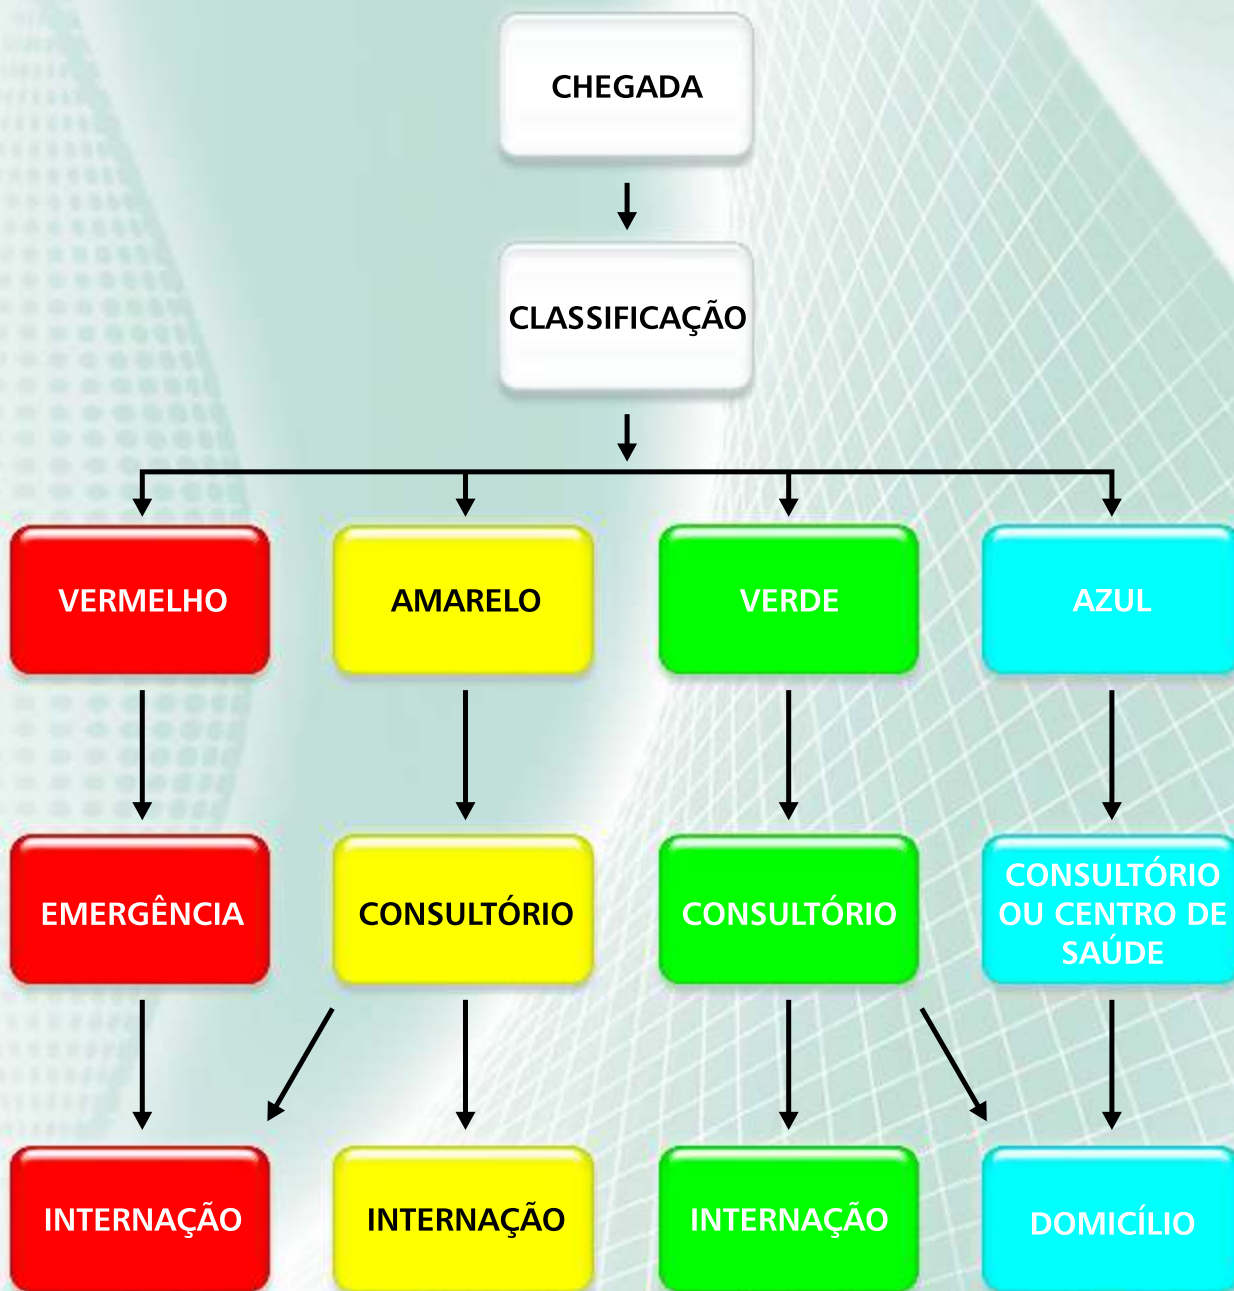 CHEGADA
CLASSIFICAÇÃO
VERMELHO
AMARELO
VERDE
AZUL
EMERGÊNCIA
CONSULTÓRIO
CONSULTÓRIO
CONSULTÓRIO
OU CENTRO DE
SAÚDE
INTERNAÇÃO
INTERNAÇÃO
INTERNAÇÃO
DOMICÍLIO